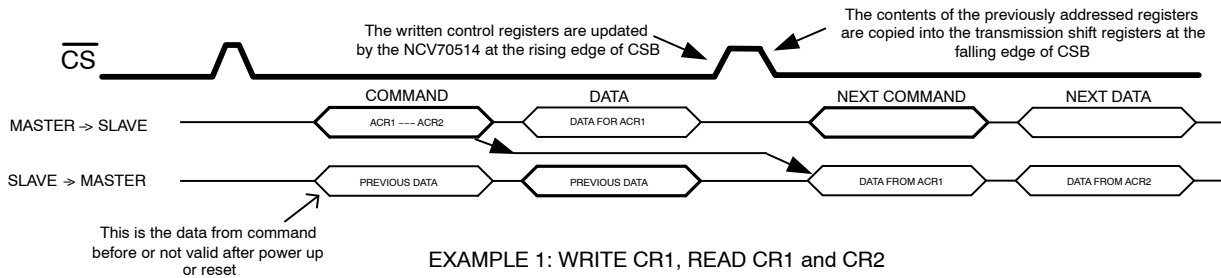 The written control registers are updated
by the NCV70514 at the rising edge of CSB
The contents of the previously addressed registers
are copied into the transmission shift registers at the
falling edge of CSB
CS
COMMAND
DATA
NEXT COMMAND
NEXT DATA
MASTER -> SLAVE
ACR1 --- ACR2
DATA FOR ACR1
SLAVE -> MASTER
PREVIOUS DATA
PREVIOUS DATA
DATA FROM ACR1
DATA FROM ACR2
This is the data from command
before or not valid after power up
or reset
EXAMPLE 1: WRITE CR1, READ CR1 and CR2